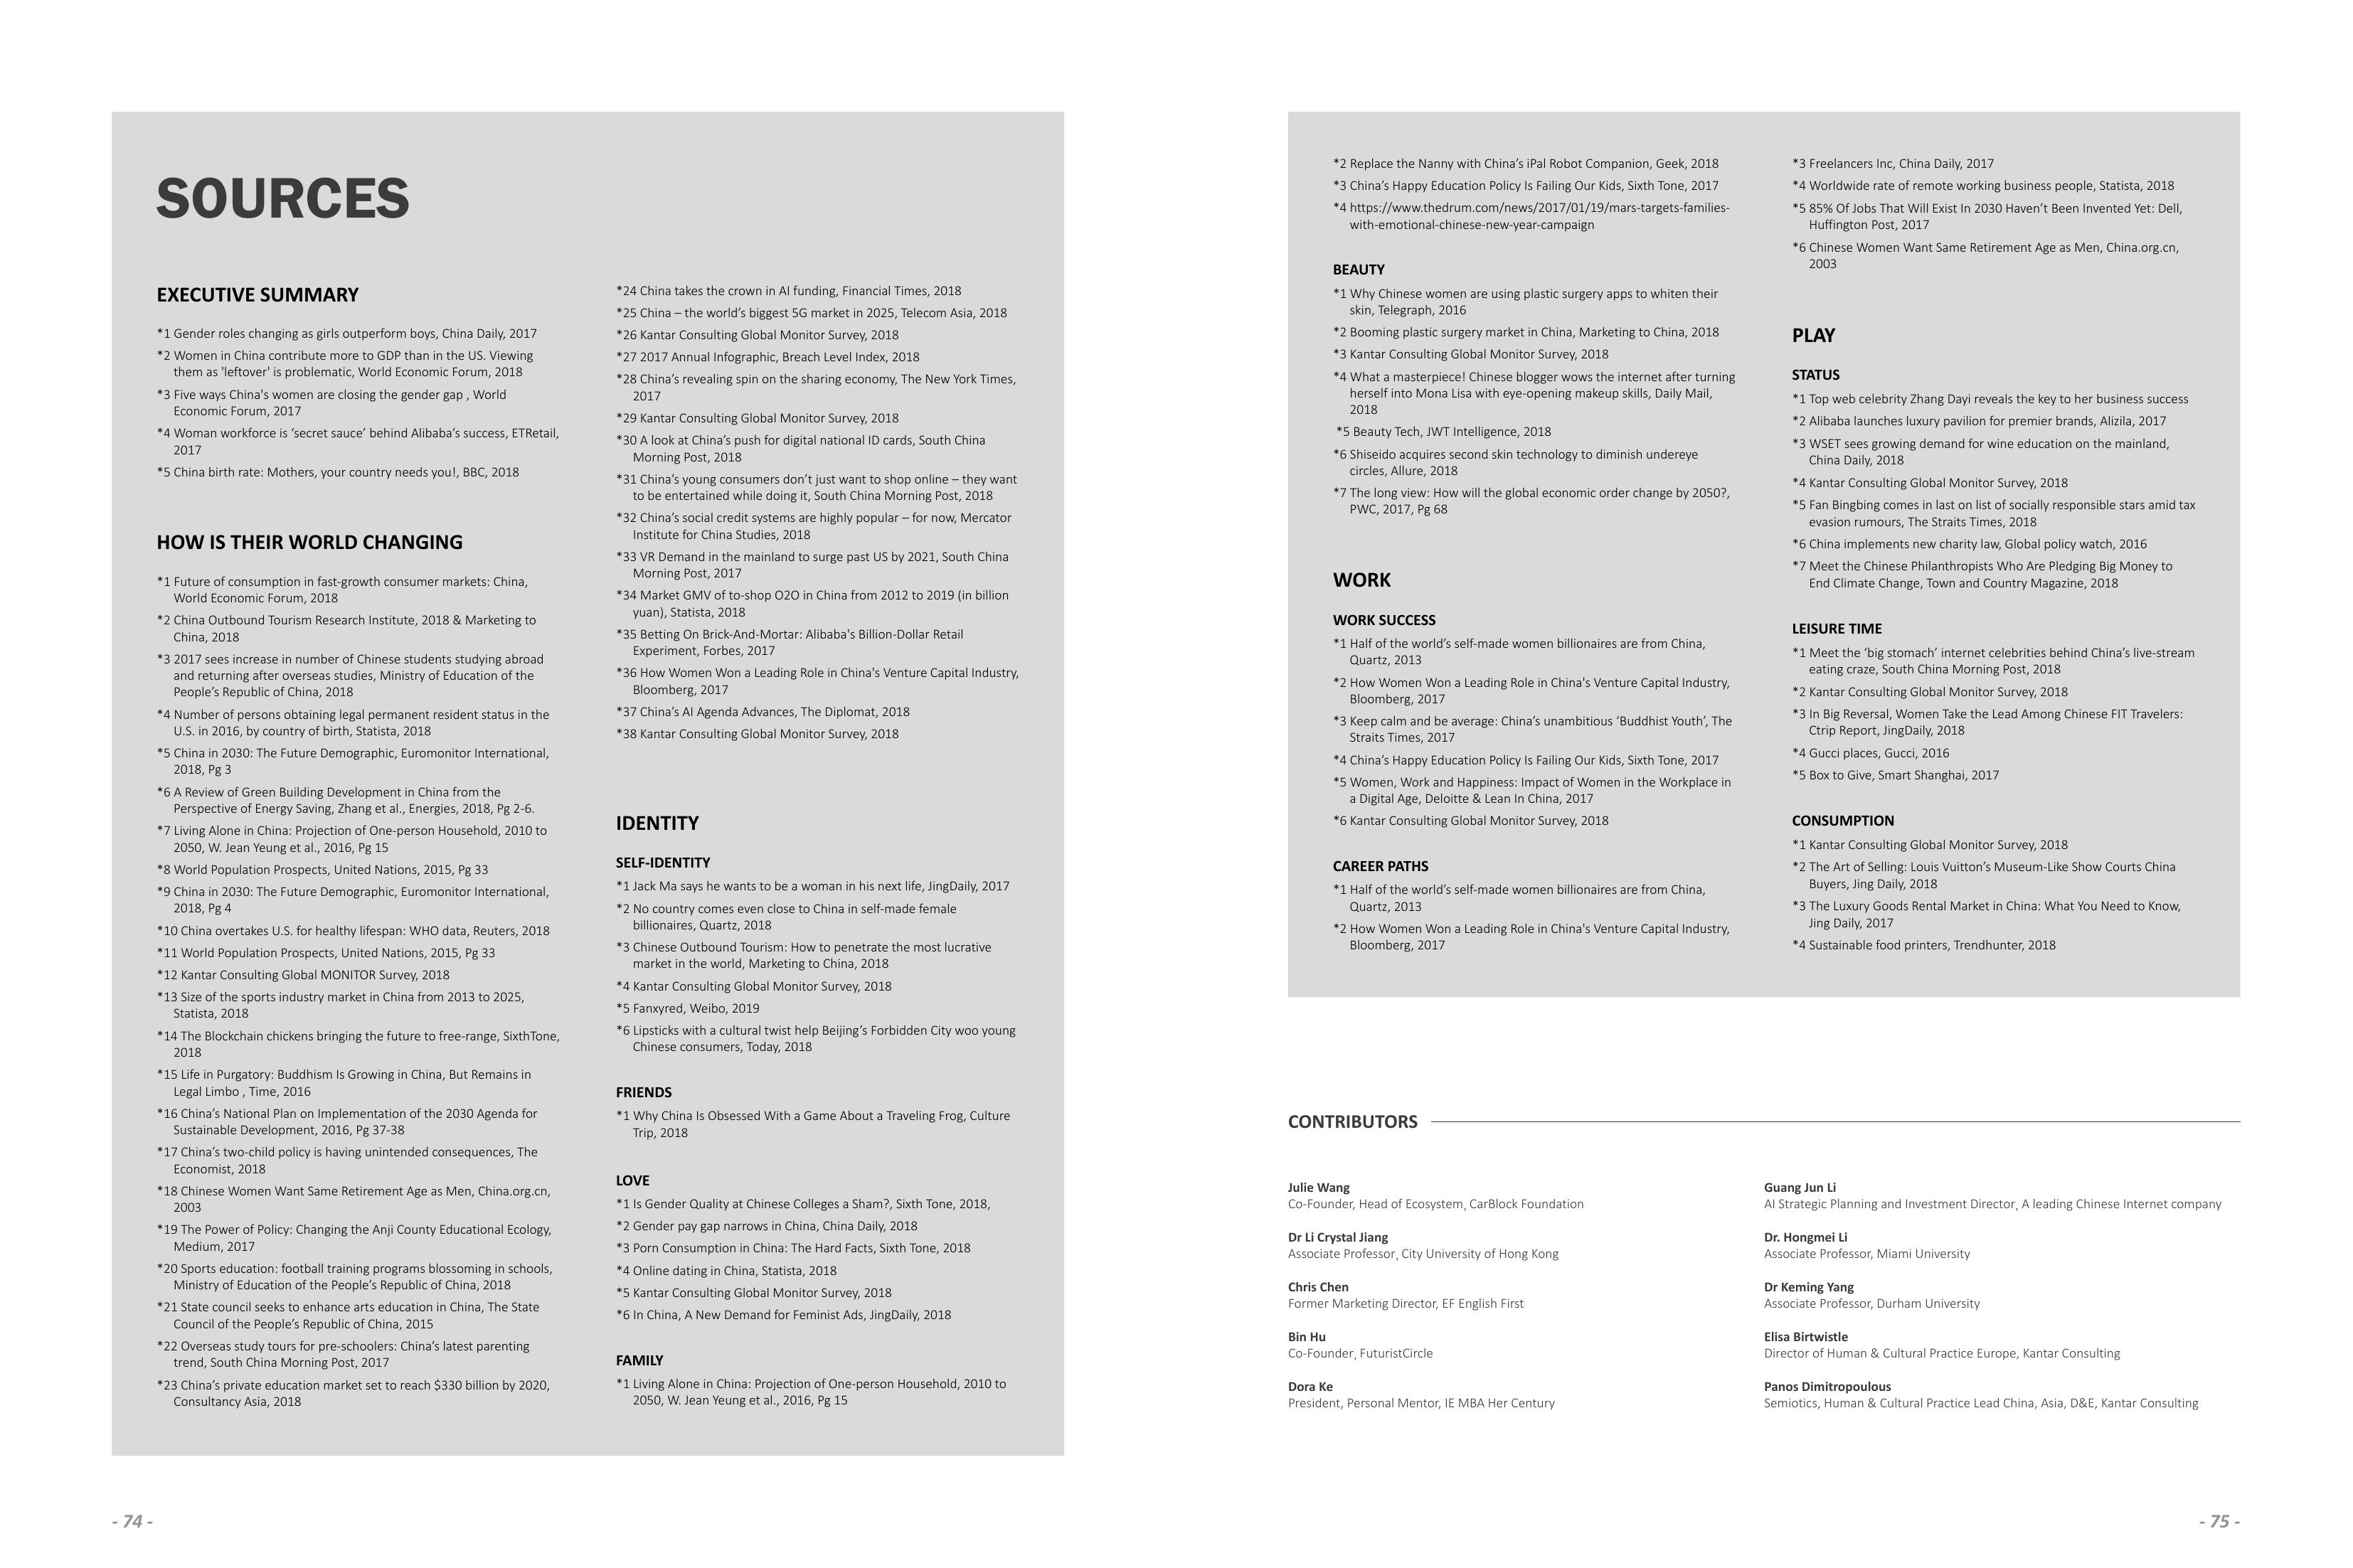 SOURCES
EXECUTIVE SUMMARY
*1 Gender roles changing as girls outperform boys, China Daily, 2017
*2 Women in China contribute more to GDP than in the US. Viewing
them as 'leftover' is problematic, World Economic Forum, 2018
*3 Five ways China's women are closing the gender gap , World
Economic Forum, 2017
*4 Woman workforce is ‘secret sauce’ behind Alibaba’s success, ETRetail,
2017
*5 China birth rate: Mothers, your country needs you!, BBC, 2018
HOW IS THEIR WORLD CHANGING
*1 Future of consumption in fast-growth consumer markets: China,
World Economic Forum, 2018
*2 China Outbound Tourism Research Institute, 2018 & Marketing to
China, 2018
*3 2017 sees increase in number of Chinese students studying abroad
and returning after overseas studies, Ministry of Education of the
People’s Republic of China, 2018
*4 Number of persons obtaining legal permanent resident status in the
U.S. in 2016, by country of birth, Statista, 2018
*5 China in 2030: The Future Demographic, Euromonitor International,
2018, Pg 3
*6 A Review of Green Building Development in China from the
Perspective of Energy Saving, Zhang et al., Energies, 2018, Pg 2-6.
*7 Living Alone in China: Projection of One-person Household, 2010 to
2050, W. Jean Yeung et al., 2016, Pg 15
*8 World Population Prospects, United Nations, 2015, Pg 33
*9 China in 2030: The Future Demographic, Euromonitor International,
2018, Pg 4
*10 China overtakes U.S. for healthy lifespan: WHO data, Reuters, 2018
*11 World Population Prospects, United Nations, 2015, Pg 33
*12 Kantar Consulting Global MONITOR Survey, 2018
*13 Size of the sports industry market in China from 2013 to 2025,
Statista, 2018
*14 The Blockchain chickens bringing the future to free-range, SixthTone,
2018
*15 Life in Purgatory: Buddhism Is Growing in China, But Remains in
Legal Limbo , Time, 2016
*16 China’s National Plan on Implementation of the 2030 Agenda for
Sustainable Development, 2016, Pg 37-38
*17 China’s two-child policy is having unintended consequences, The
Economist, 2018
*18 Chinese Women Want Same Retirement Age as Men, China.org.cn,
2003
*19 The Power of Policy: Changing the Anji County Educational Ecology,
Medium, 2017
*20 Sports education: football training programs blossoming in schools,
Ministry of Education of the People’s Republic of China, 2018
*21 State council seeks to enhance arts education in China, The State
Council of the People’s Republic of China, 2015
*22 Overseas study tours for pre-schoolers: China’s latest parenting
trend, South China Morning Post, 2017
*23 China’s private education market set to reach $330 billion by 2020,
Consultancy Asia, 2018
*24 China takes the crown in AI funding, Financial Times, 2018
*25 China – the world’s biggest 5G market in 2025, Telecom Asia, 2018
*26 Kantar Consulting Global Monitor Survey, 2018
*27 2017 Annual Infographic, Breach Level Index, 2018
*28 China’s revealing spin on the sharing economy, The New York Times,
2017
*29 Kantar Consulting Global Monitor Survey, 2018
*30 A look at China’s push for digital national ID cards, South China
Morning Post, 2018
*31 China’s young consumers don’t just want to shop online – they want
to be entertained while doing it, South China Morning Post, 2018
*32 China’s social credit systems are highly popular – for now, Mercator
Institute for China Studies, 2018
*33 VR Demand in the mainland to surge past US by 2021, South China
Morning Post, 2017
*34 Market GMV of to-shop O2O in China from 2012 to 2019 (in billion
yuan), Statista, 2018
*35 Betting On Brick-And-Mortar: Alibaba's Billion-Dollar Retail
Experiment, Forbes, 2017
*36 How Women Won a Leading Role in China's Venture Capital Industry,
Bloomberg, 2017
*37 China’s AI Agenda Advances, The Diplomat, 2018
*38 Kantar Consulting Global Monitor Survey, 2018
IDENTITY
SELF-IDENTITY
*1 Jack Ma says he wants to be a woman in his next life, JingDaily, 2017
*2 No country comes even close to China in self-made female
billionaires, Quartz, 2018
*3 Chinese Outbound Tourism: How to penetrate the most lucrative
market in the world, Marketing to China, 2018
*4 Kantar Consulting Global Monitor Survey, 2018
*5 Fanxyred, Weibo, 2019
*6 Lipsticks with a cultural twist help Beijing’s Forbidden City woo young
Chinese consumers, Today, 2018
FRIENDS
*1 Why China Is Obsessed With a Game About a Traveling Frog, Culture
Trip, 2018
LOVE
*1 Is Gender Quality at Chinese Colleges a Sham?, Sixth Tone, 2018,
*2 Gender pay gap narrows in China, China Daily, 2018
*3 Porn Consumption in China: The Hard Facts, Sixth Tone, 2018
*4 Online dating in China, Statista, 2018
*5 Kantar Consulting Global Monitor Survey, 2018
*6 In China, A New Demand for Feminist Ads, JingDaily, 2018
FAMILY
*1 Living Alone in China: Projection of One-person Household, 2010 to
2050, W. Jean Yeung et al., 2016, Pg 15
- 74 -
*2 Replace the Nanny with China’s iPal Robot Companion, Geek, 2018
*3 China’s Happy Education Policy Is Failing Our Kids, Sixth Tone, 2017
*4 https://www.thedrum.com/news/2017/01/19/mars-targets-families-
with-emotional-chinese-new-year-campaign
BEAUTY
*1 Why Chinese women are using plastic surgery apps to whiten their
skin, Telegraph, 2016
*2 Booming plastic surgery market in China, Marketing to China, 2018
*3 Kantar Consulting Global Monitor Survey, 2018
*4 What a masterpiece! Chinese blogger wows the internet after turning
herself into Mona Lisa with eye-opening makeup skills, Daily Mail,
2018
*5 Beauty Tech, JWT Intelligence, 2018
*6 Shiseido acquires second skin technology to diminish undereye
circles, Allure, 2018
*7 The long view: How will the global economic order change by 2050?,
PWC, 2017, Pg 68
WORK
WORK SUCCESS
*1 Half of the world’s self-made women billionaires are from China,
Quartz, 2013
*2 How Women Won a Leading Role in China's Venture Capital Industry,
Bloomberg, 2017
*3 Keep calm and be average: China’s unambitious ‘Buddhist Youth’, The
Straits Times, 2017
*4 China’s Happy Education Policy Is Failing Our Kids, Sixth Tone, 2017
*5 Women, Work and Happiness: Impact of Women in the Workplace in
a Digital Age, Deloitte & Lean In China, 2017
*6 Kantar Consulting Global Monitor Survey, 2018
CAREER PATHS
*1 Half of the world’s self-made women billionaires are from China,
Quartz, 2013
*2 How Women Won a Leading Role in China's Venture Capital Industry,
Bloomberg, 2017
*3 Freelancers Inc, China Daily, 2017
*4 Worldwide rate of remote working business people, Statista, 2018
*5 85% Of Jobs That Will Exist In 2030 Haven’t Been Invented Yet: Dell,
Huffington Post, 2017
*6 Chinese Women Want Same Retirement Age as Men, China.org.cn,
2003
PLAY
STATUS
*1 Top web celebrity Zhang Dayi reveals the key to her business success
*2 Alibaba launches luxury pavilion for premier brands, Alizila, 2017
*3 WSET sees growing demand for wine education on the mainland,
China Daily, 2018
*4 Kantar Consulting Global Monitor Survey, 2018
*5 Fan Bingbing comes in last on list of socially responsible stars amid tax
evasion rumours, The Straits Times, 2018
*6 China implements new charity law, Global policy watch, 2016
*7 Meet the Chinese Philanthropists Who Are Pledging Big Money to
End Climate Change, Town and Country Magazine, 2018
LEISURE TIME
*1 Meet the ‘big stomach’ internet celebrities behind China’s live-stream
eating craze, South China Morning Post, 2018
*2 Kantar Consulting Global Monitor Survey, 2018
*3 In Big Reversal, Women Take the Lead Among Chinese FIT Travelers:
Ctrip Report, JingDaily, 2018
*4 Gucci places, Gucci, 2016
*5 Box to Give, Smart Shanghai, 2017
CONSUMPTION
*1 Kantar Consulting Global Monitor Survey, 2018
*2 The Art of Selling: Louis Vuitton’s Museum-Like Show Courts China
Buyers, Jing Daily, 2018
*3 The Luxury Goods Rental Market in China: What You Need to Know,
Jing Daily, 2017
*4 Sustainable food printers, Trendhunter, 2018
CONTRIBUTORS
Julie Wang
Co-Founder, Head of Ecosystem, CarBlock Foundation
Dr Li Crystal Jiang
Associate Professor, City University of Hong Kong
Chris Chen
Former Marketing Director, EF English First
Bin Hu
Co-Founder, FuturistCircle
Dora Ke
President, Personal Mentor, IE MBA Her Century
Guang Jun Li
AI Strategic Planning and Investment Director, A leading Chinese Internet company
Dr. Hongmei Li
Associate Professor, Miami University
Dr Keming Yang
Associate Professor, Durham University
Elisa Birtwistle
Director of Human & Cultural Practice Europe, Kantar Consulting
Panos Dimitropoulous
Semiotics, Human & Cultural Practice Lead China, Asia, D&E, Kantar Consulting
- 75 -